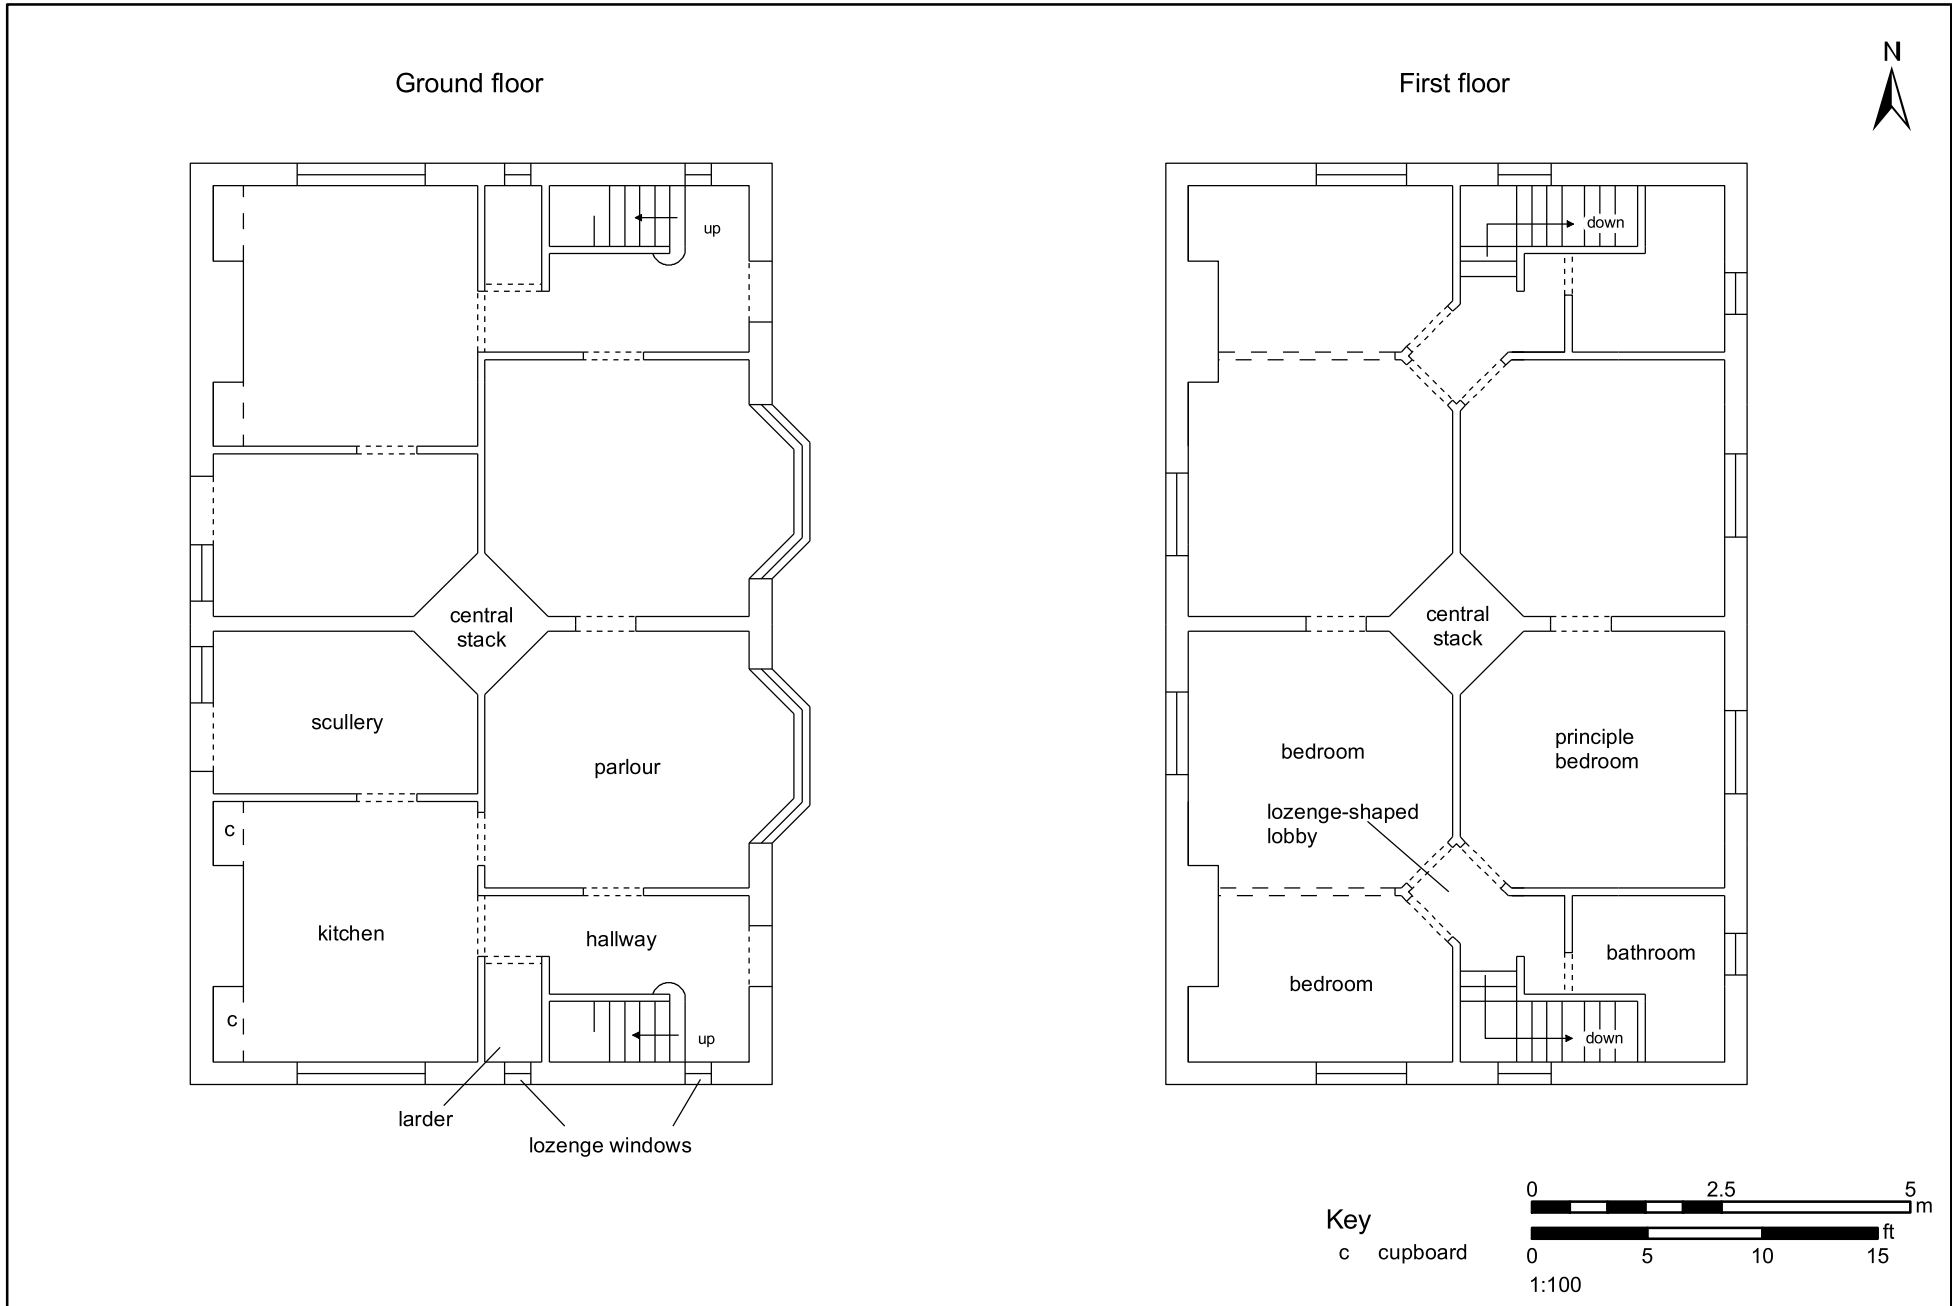 Ground floor
First floor
N
up
down
central
stack
central
stack
scullery
parlour
principle
bedroom
bedroom
lozenge-shaped
lobby
c
kitchen
hallway
bathroom
bedroom
c
up
down
larder
lozenge windows
0 2.5 5
m
Key
ft
c cupboard
0 5 10 15
1:100